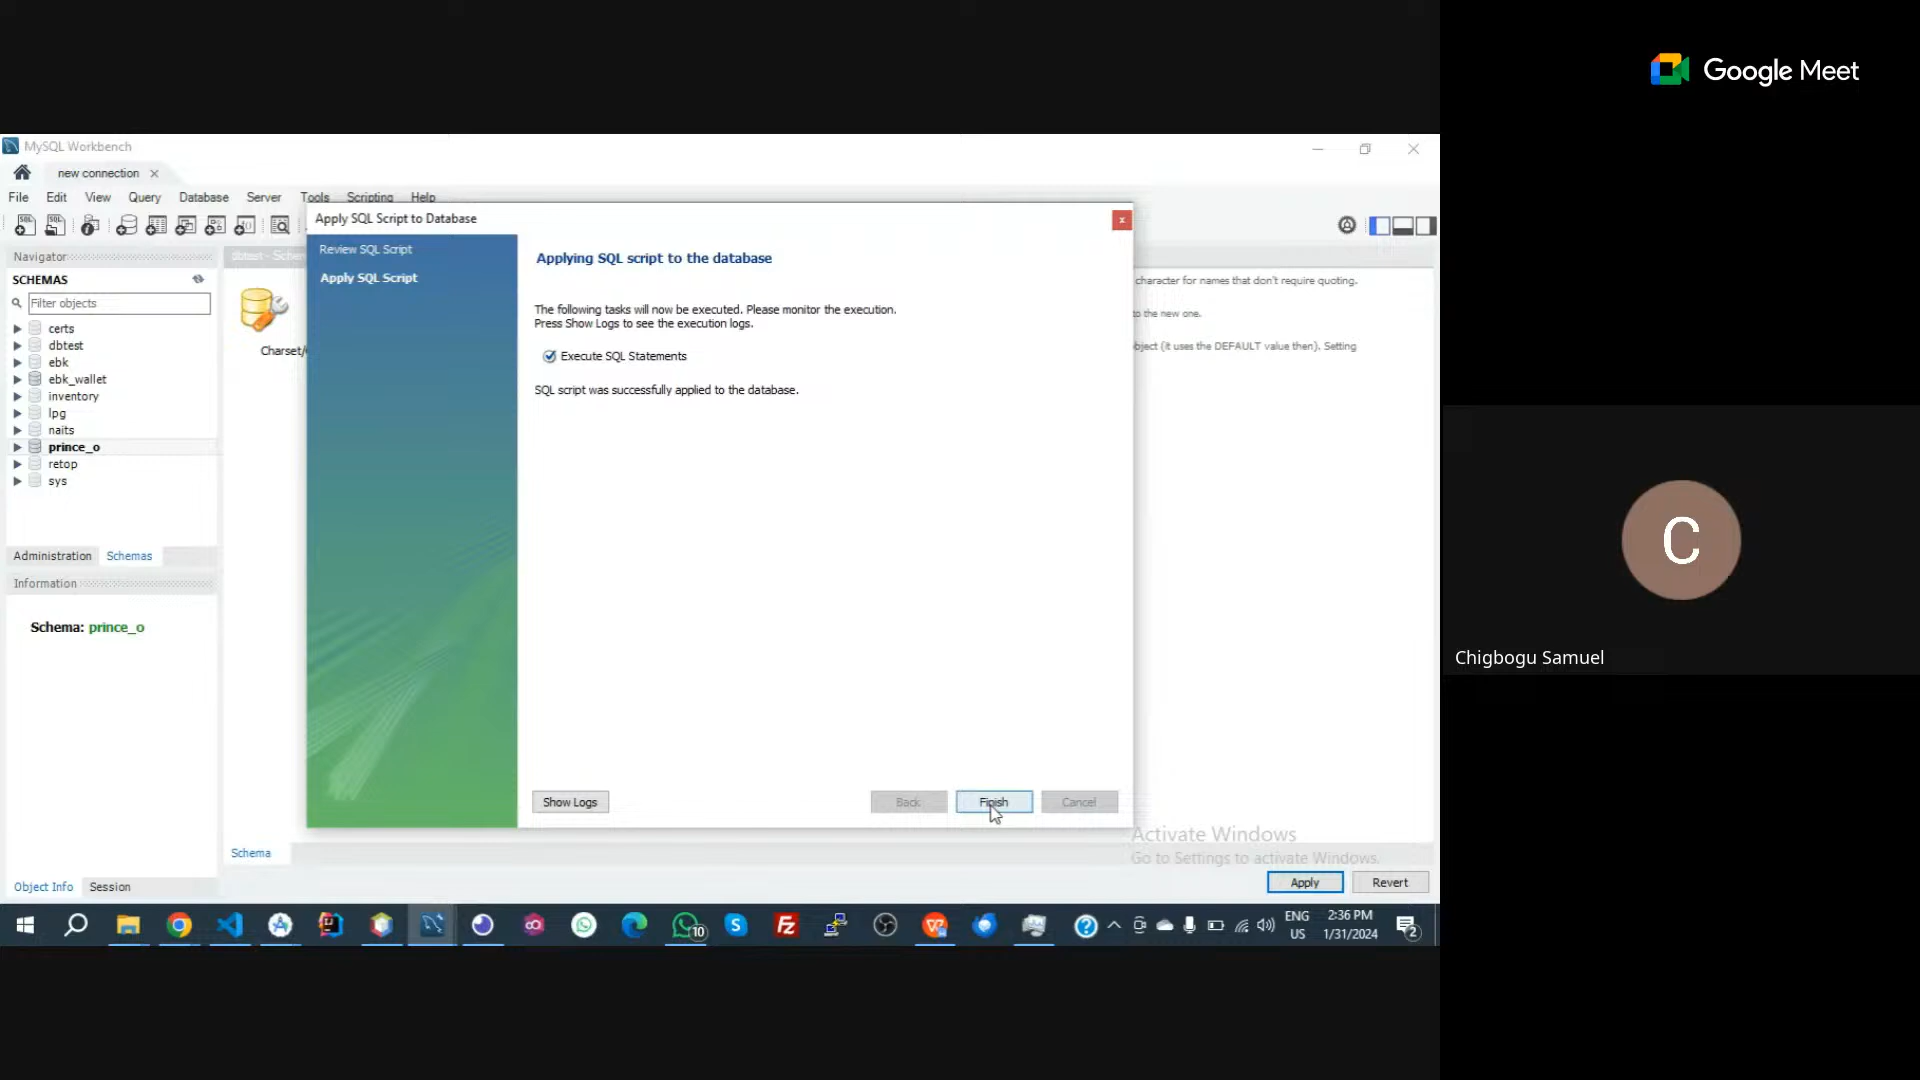 Google Meet
MySQL Workbench
new connection
File Edit View Query Database Server Tools Scripting Help
Apply SQL Script to Database
Navigator
dbtest - Schem
SCHEMAS
Filter objects
certs
dbtest
ebk
ebk_wallet
inventory
lpg
naits
prince_o
retop
sys
Charset/
Review SQL Script
Apply SQL Script
Applying SQL script to the database
The following tasks will now be executed. Please monitor the execution.
Press Show Logs to see the execution logs.
Execute SQL Statements
SQL script was successfully applied to the database.
character for names that don't require quoting.
to the new one.
bject (it uses the DEFAULT value then). Setting
Administration Schemas
Information
Schema: prince_o
Show Logs Back Finish Cancel
Activate Windows
Go to Settings to activate Windows.
Schema
Apply Revert
Object Info Session
10
ENG
US
2:36 PM
1/31/2024
2
C
Chigbogu Samuel